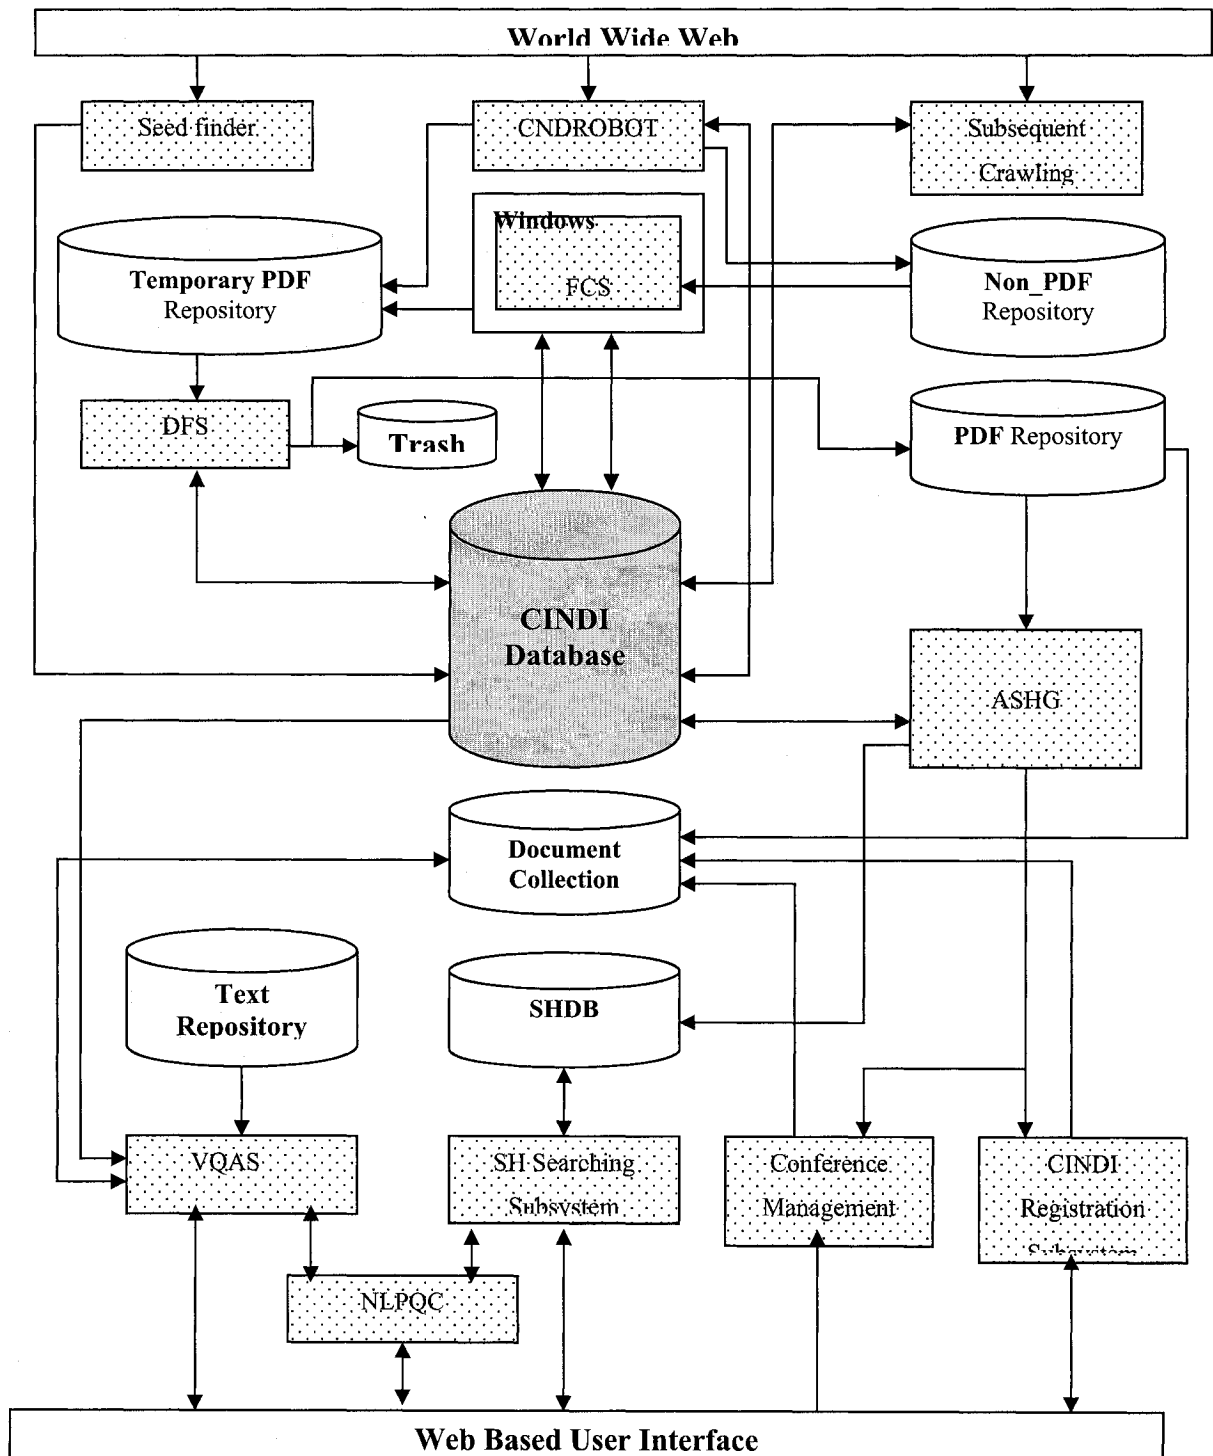 World Wide Web
Seed finder
CNDROBOT
Subsequent
Crawling
Windows
FCS
Temporary PDF
Repository
Non_PDF
Repository
DFS
Trash
PDF Repository
CINDI
Database
ASHG
Document
Collection
Text
Repository
SHDB
VQAS
SH Searching
Subsystem
Conference
Management
CINDI
Registration
Subsystem
NLPQC
Web Based User Interface